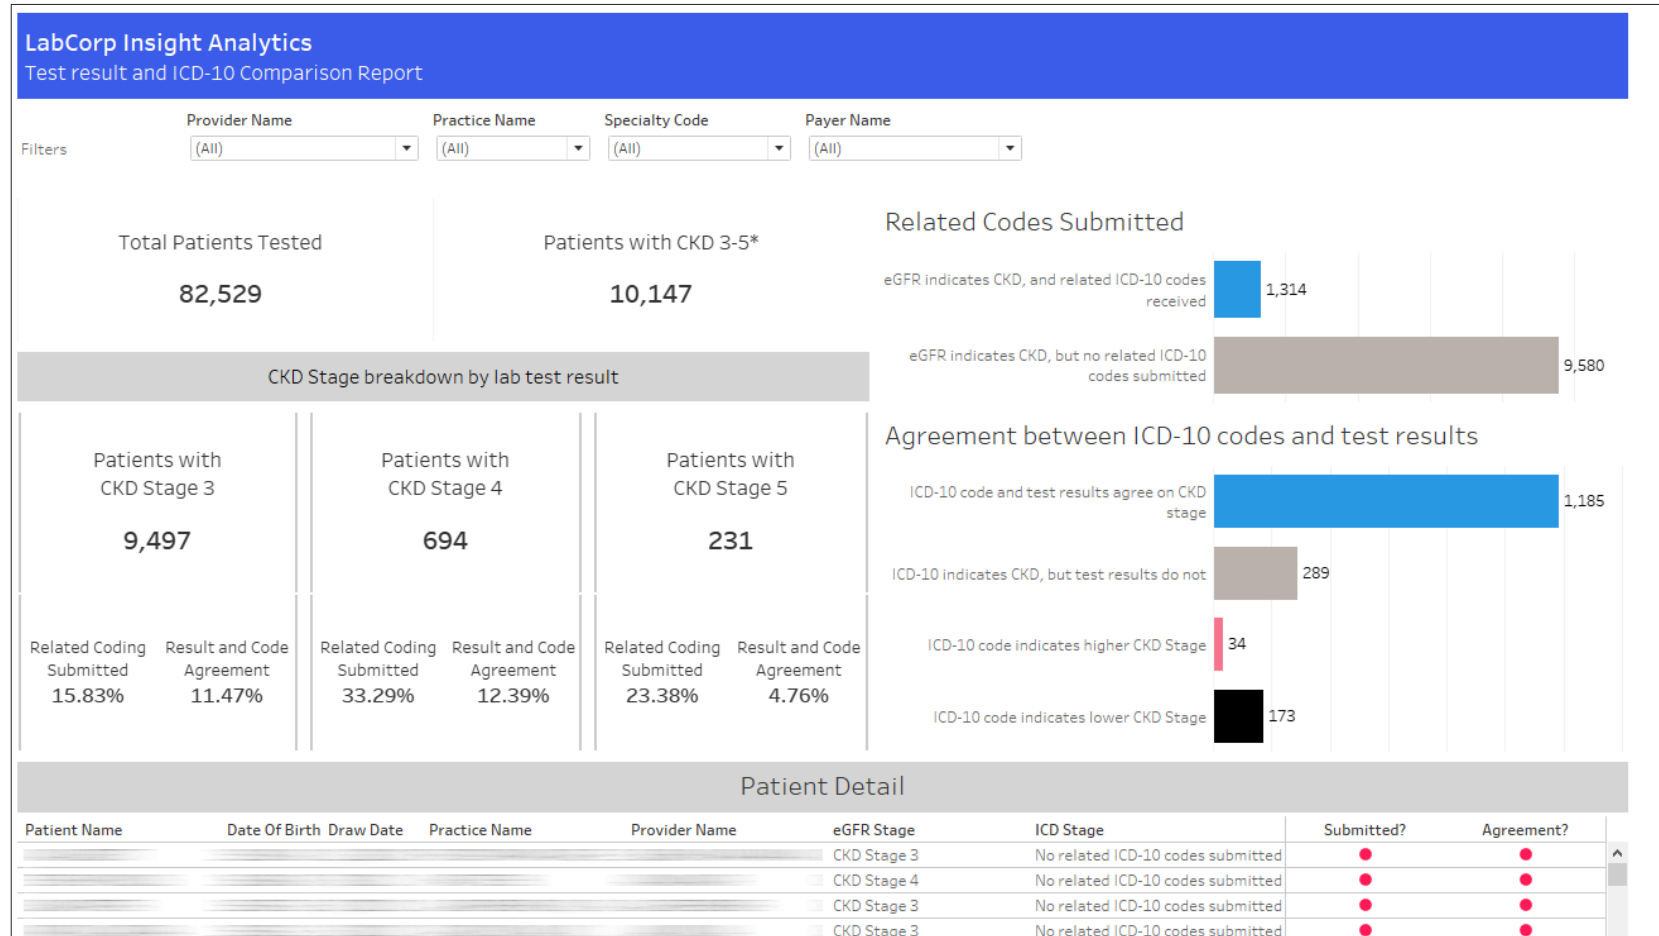 LabCorp Insight Analytics
Test result and ICD-10 Comparison Report
Filters
Provider Name
(All)
Practice Name
(All)
Specialty Code
(All)
Payer Name
(All)
Total Patients Tested
82,529
Patients with CKD 3-5*
10,147
CKD Stage breakdown by lab test result
Patients with
CKD Stage 3
9,497
Related Coding
Submitted
15.83%
Result and Code
Agreement
11.47%
Patients with
CKD Stage 4
694
Related Coding
Submitted
33.29%
Result and Code
Agreement
12.39%
Patients with
CKD Stage 5
231
Related Coding
Submitted
23.38%
Result and Code
Agreement
4.76%
Related Codes Submitted
eGFR indicates CKD, and related ICD-10 codes
received
1,314
eGFR indicates CKD, but no related ICD-10
codes submitted
9,580
Agreement between ICD-10 codes and test results
ICD-10 code and test results agree on CKD
stage
1,185
ICD-10 indicates CKD, but test results do not
289
ICD-10 code indicates higher CKD Stage
34
ICD-10 code indicates lower CKD Stage
173
Patient Detail
Patient Name Date Of Birth Draw Date Practice Name Provider Name eGFR Stage ICD Stage Submitted? Agreement?
CKD Stage 3 No related ICD-10 codes submitted
CKD Stage 4 No related ICD-10 codes submitted
CKD Stage 3 No related ICD-10 codes submitted
CKD Stage 3 No related ICD-10 codes submitted